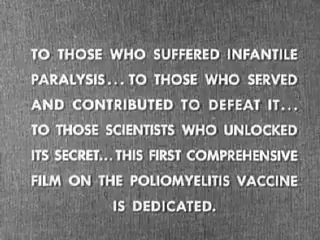 TO THOSE WHO SUFFERED INFANTILE
PARALYSIS... TO THOSE WHO SERVED
AND CONTRIBUTED TO DEFEAT IT...
TO THOSE SCIENTISTS WHO UNLOCKED
ITS SECRET...THIS FIRST COMPREHENSIVE
FILM ON THE POLIOMYELITIS VACCINE
IS DEDICATED.